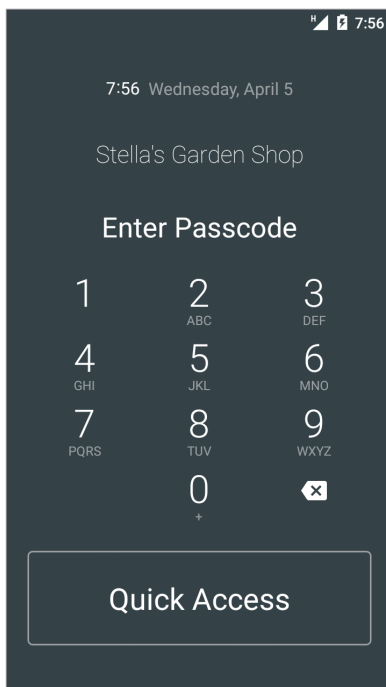 H 7:56
7:56 Wednesday, April 5
Stella's Garden Shop
Enter Passcode
1 2 3
ABC DEF
4 5 6
GHI JKL MNO
7 8 9
PQRS TUV WXYZ
0
+
Quick Access